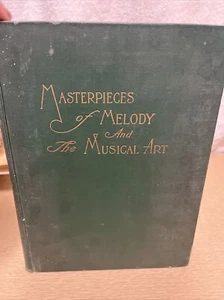 Masterpieces
of Melody
And
The Musical Art